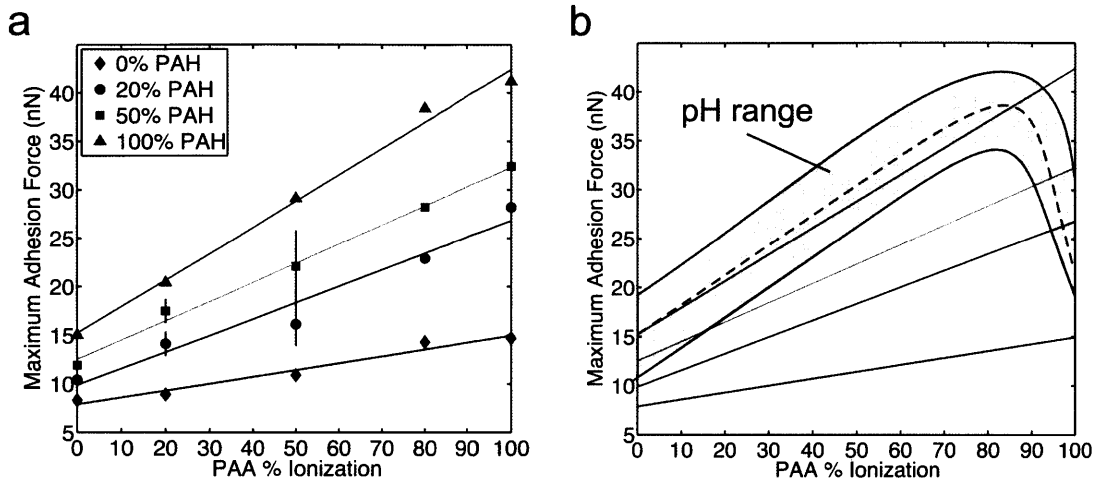 a
Maximum Adhesion Force (nN)
40
35
30
25
20
15
10
5
0% PAH
20% PAH
50% PAH
100% PAH
0 10 20 30 40 50 60 70 80 90 100
PAA % Ionization
b
Maximum Adhesion Force (nN)
40
35
30
25
20
15
10
5
pH range
0 10 20 30 40 50 60 70 80 90 100
PAA % Ionization